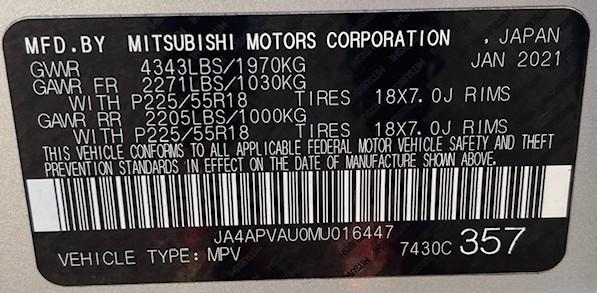 MFD.BY MITSUBISHI MOTORS CORPORATION , JAPAN
GVWR 4343LBS/1970KG JAN 2021
GAWR FR 2271LBS/1030KG
WITH P225/55R18 TIRES 18X7.0J RIMS
GAWR RR 2205LBS/1000KG
WITH P225/55R18 TIRES 18X7.0J RIMS
THIS VEHICLE CONFORMS TO ALL APPLICABLE FEDERAL MOTOR VEHICLE SAFETY AND THEFT
PREVENTION STANDARDS IN EFFECT ON THE DATE OF MANUFACTURE SHOWN ABOVE.
JA4APVAU0MU016447
VEHICLE TYPE: MPV 7430C 357